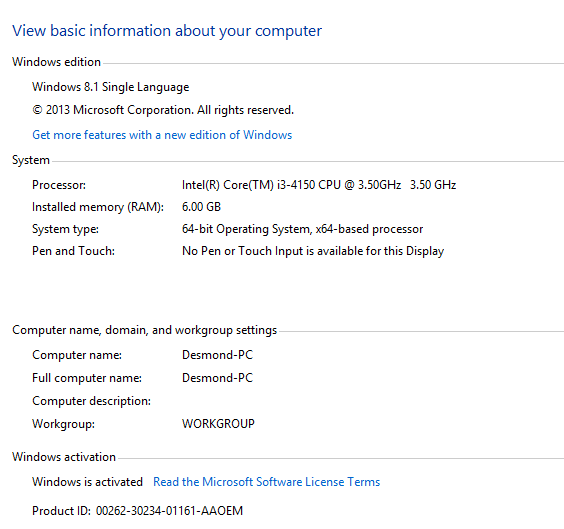 View basic information about your computer
Windows edition
Windows 8.1 Single Language
© 2013 Microsoft Corporation. All rights reserved.
Get more features with a new edition of Windows
System
Processor: Intel(R) Core(TM) i3-4150 CPU @ 3.50GHz 3.50 GHz
Installed memory (RAM): 6.00 GB
System type: 64-bit Operating System, x64-based processor
Pen and Touch: No Pen or Touch Input is available for this Display
Computer name, domain, and workgroup settings
Computer name: Desmond-PC
Full computer name: Desmond-PC
Computer description:
Workgroup: WORKGROUP
Windows activation
Windows is activated Read the Microsoft Software License Terms
Product ID: 00262-30234-01161-AAOEM